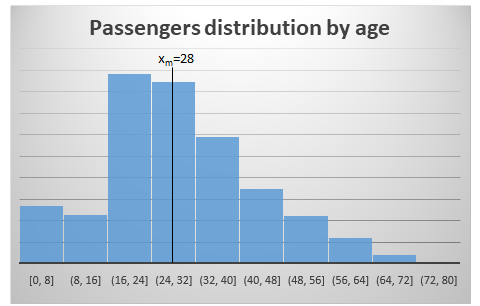 Passengers distribution by age
xₘ=28
[0, 8] (8, 16] (16, 24] (24, 32] (32, 40] (40, 48] (48, 56] (56, 64] (64, 72] (72, 80]